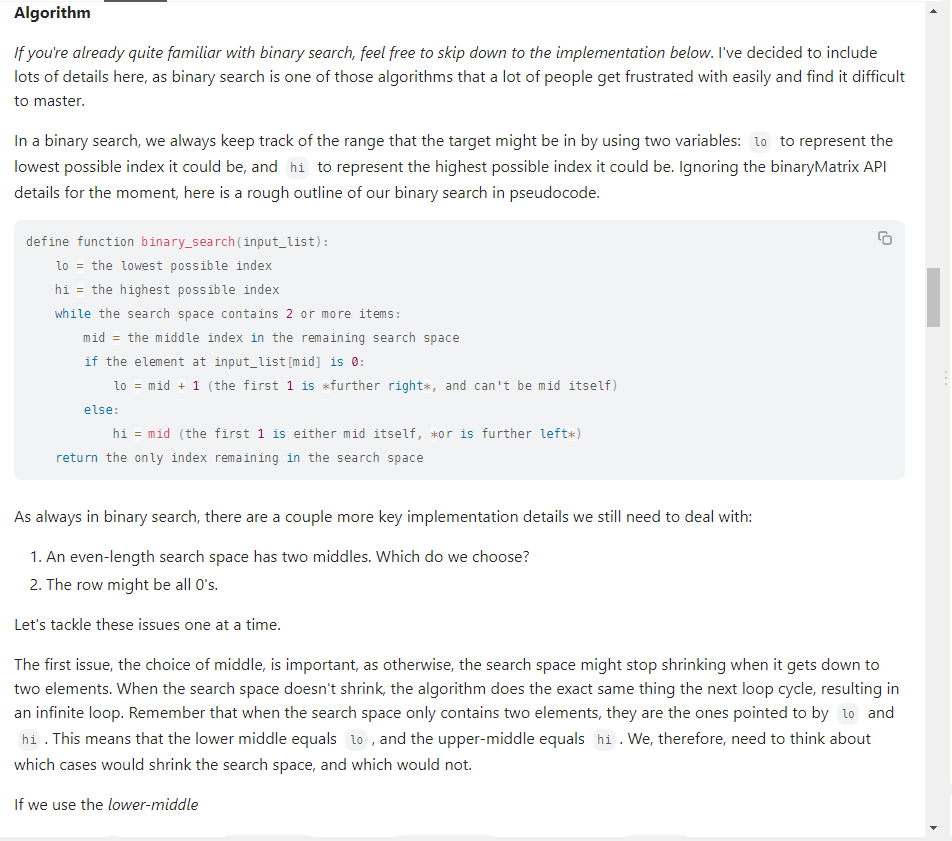 Algorithm
If you're already quite familiar with binary search, feel free to skip down to the implementation below. I've decided to include
lots of details here, as binary search is one of those algorithms that a lot of people get frustrated with easily and find it difficult
to master.
In a binary search, we always keep track of the range that the target might be in by using two variables: lo to represent the
lowest possible index it could be, and hi to represent the highest possible index it could be. Ignoring the binaryMatrix API
details for the moment, here is a rough outline of our binary search in pseudocode.
define function binary_search(input_list):
    lo = the lowest possible index
    hi = the highest possible index
    while the search space contains 2 or more items:
        mid = the middle index in the remaining search space
        if the element at input_list[mid] is 0:
            lo = mid + 1 (the first 1 is *further right*, and can't be mid itself)
        else:
            hi = mid (the first 1 is either mid itself, *or is further left*)
    return the only index remaining in the search space
As always in binary search, there are a couple more key implementation details we still need to deal with:
1. An even-length search space has two middles. Which do we choose?
2. The row might be all 0's.
Let's tackle these issues one at a time.
The first issue, the choice of middle, is important, as otherwise, the search space might stop shrinking when it gets down to
two elements. When the search space doesn't shrink, the algorithm does the exact same thing the next loop cycle, resulting in
an infinite loop. Remember that when the search space only contains two elements, they are the ones pointed to by lo and
hi . This means that the lower middle equals lo , and the upper-middle equals hi . We, therefore, need to think about
which cases would shrink the search space, and which would not.
If we use the lower-middle